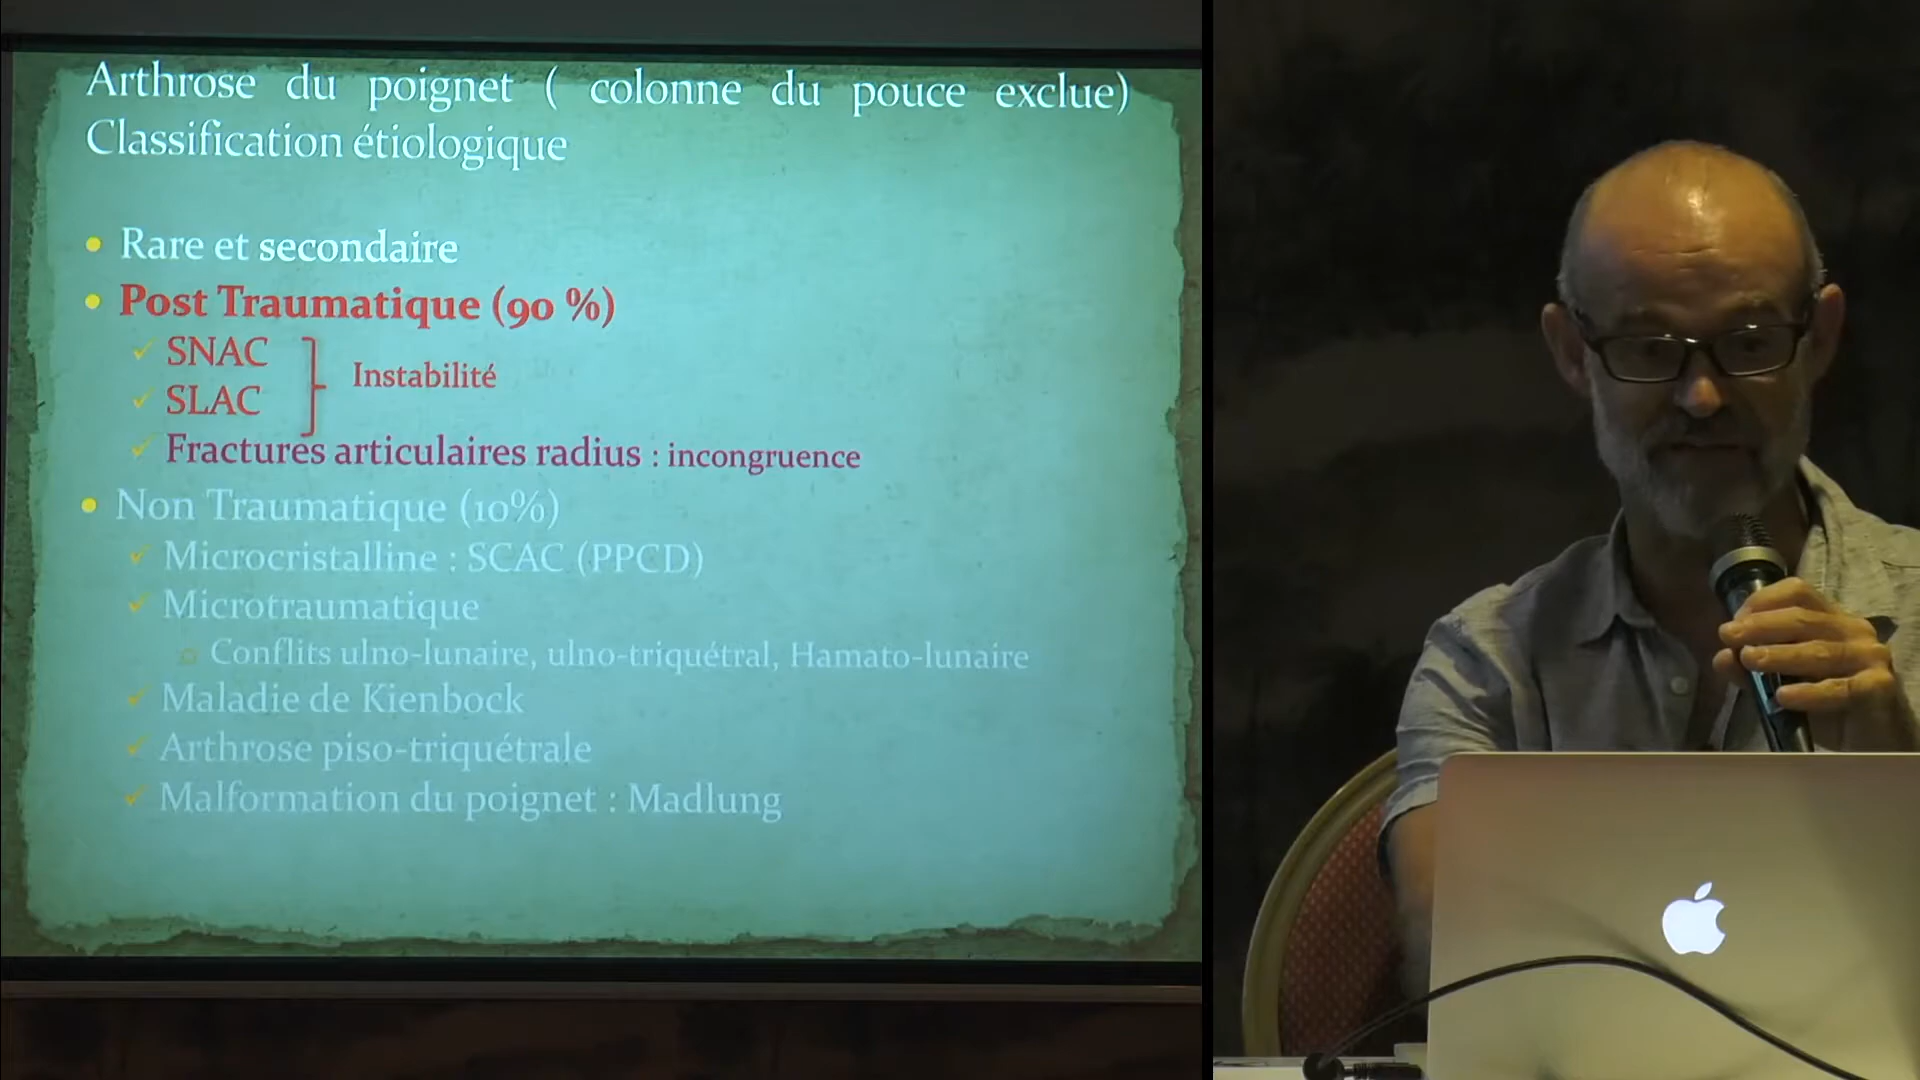 Arthrose du poignet ( colonne du pouce exclue)
Classification étiologique
Rare et secondaire
Post Traumatique (90 %)
SNAC
SLAC
Instabilité
Fractures articulaires radius : incongruence
Non Traumatique (10%)
Microcristalline : SCAC (PPCD)
Microtraumatique
Conflits ulno-lunaire, ulno-triquétral, Hamato-lunaire
Maladie de Kienbock
Arthrose piso-triquétrale
Malformation du poignet : Madlung